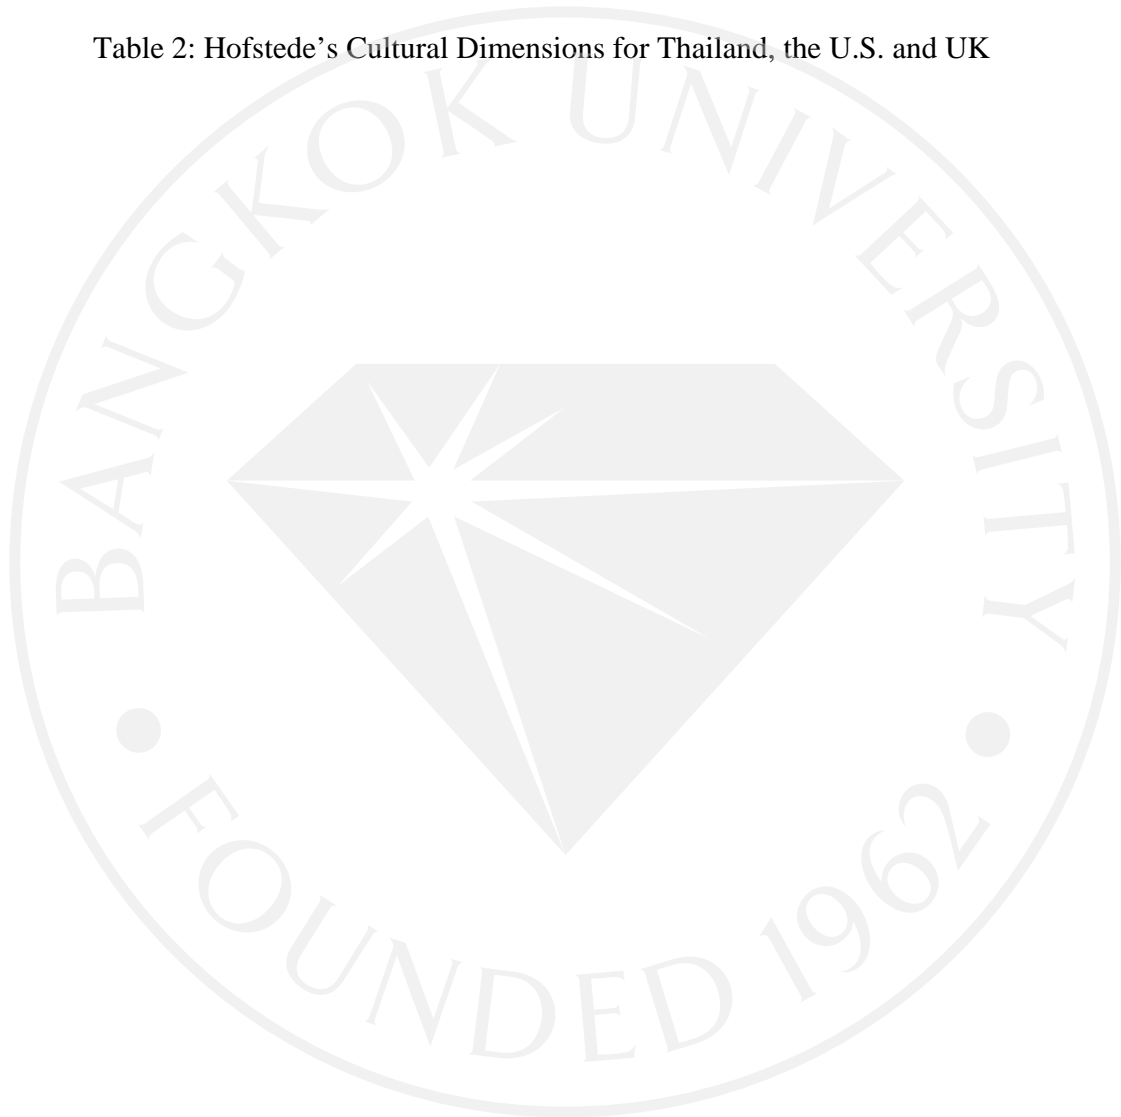 Table 2: Hofstede’s Cultural Dimensions for Thailand, the U.S. and UK
BANGKOK UNIVERSITY
FOUNDED 1962